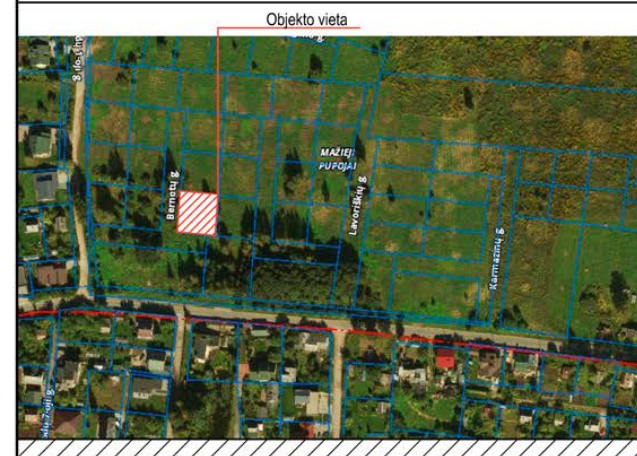 Objekto vieta
MAŽIEJI
PUPOJAI
Bernotų g.
Lavoriškių g.
Karmazinų g.